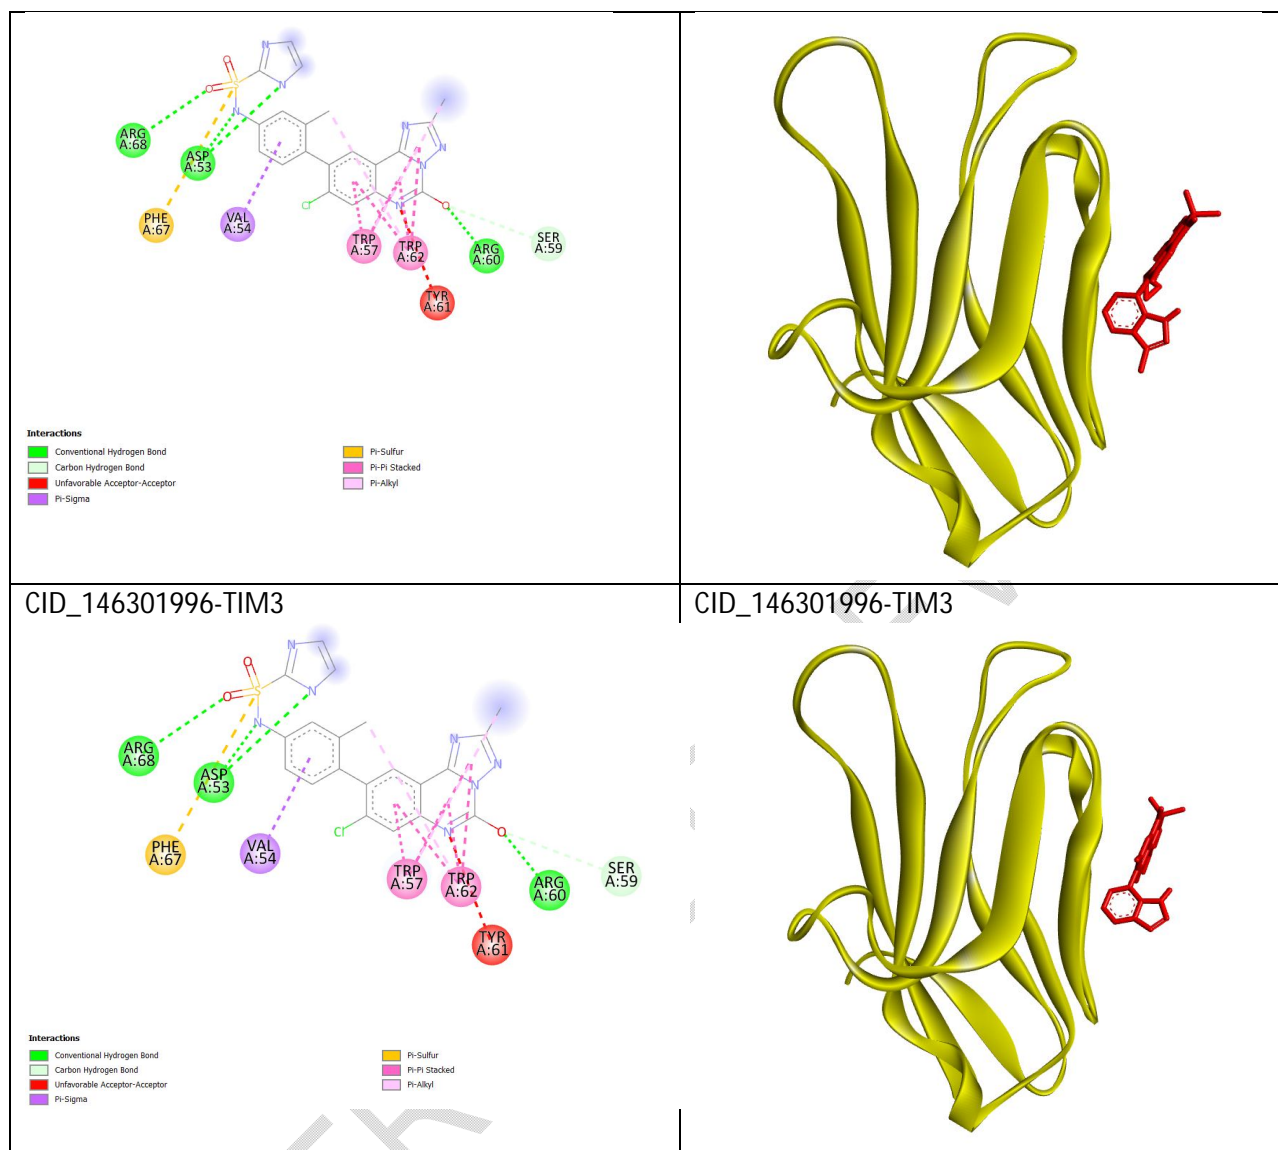 O
O
S
N
N
N
N
N
N
N
O
Cl
ARG
A:68
ASP
A:53
PHE
A:67
VAL
A:54
TRP
A:57
TRP
A:62
ARG
A:60
SER
A:59
TYR
A:61
Interactions
Conventional Hydrogen Bond
Carbon Hydrogen Bond
Unfavorable Acceptor-Acceptor
Pi-Sigma
Pi-Sulfur
Pi-Pi Stacked
Pi-Alkyl
CID_146301996-TIM3
CID_146301996-TIM3
O
O
S
N
N
N
N
N
N
N
O
Cl
ARG
A:68
ASP
A:53
PHE
A:67
VAL
A:54
TRP
A:57
TRP
A:62
ARG
A:60
SER
A:59
TYR
A:61
Interactions
Conventional Hydrogen Bond
Carbon Hydrogen Bond
Unfavorable Acceptor-Acceptor
Pi-Sigma
Pi-Sulfur
Pi-Pi Stacked
Pi-Alkyl